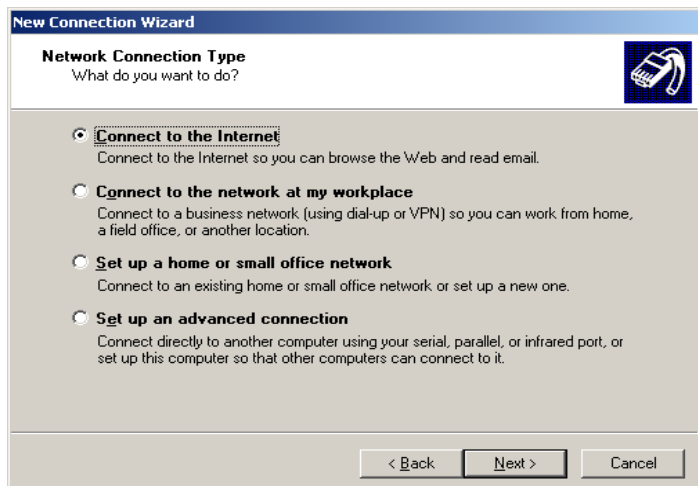 New Connection Wizard
Network Connection Type
What do you want to do?
Connect to the Internet
Connect to the Internet so you can browse the Web and read email.
Connect to the network at my workplace
Connect to a business network (using dial-up or VPN) so you can work from home,
a field office, or another location.
Set up a home or small office network
Connect to an existing home or small office network or set up a new one.
Set up an advanced connection
Connect directly to another computer using your serial, parallel, or infrared port, or
set up this computer so that other computers can connect to it.
< Back Next > Cancel